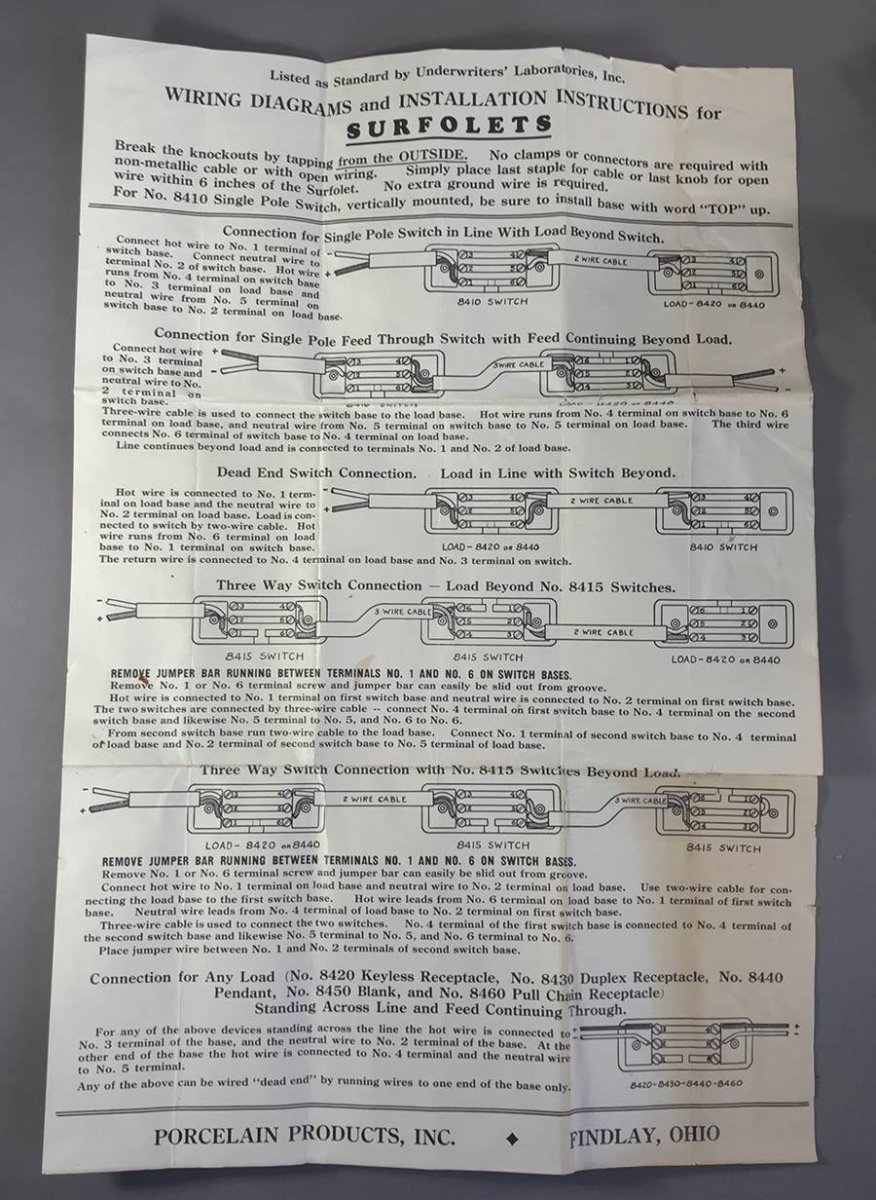 Listed as Standard by Underwriters' Laboratories, Inc.
WIRING DIAGRAMS and INSTALLATION INSTRUCTIONS for
SURFOLETS
Break the knockouts by tapping from the OUTSIDE. No clamps or connectors are required with
non-metallic cable or with open wiring. Simply place last staple for cable or last knob for open
wire within 6 inches of the Surfolet. No extra ground wire is required.
For No. 8410 Single Pole Switch, vertically mounted, be sure to install base with word "TOP" up.
Connection for Single Pole Switch in Line With Load Beyond Switch.
Connect hot wire to No. 1 terminal of
switch base. Connect neutral wire to
terminal No. 2 of switch base. Hot wire
runs from No. 4 terminal on switch base
to No. 3 terminal on load base and
neutral wire from No. 5 terminal on
switch base to No. 2 terminal on load base.
2 WIRE CABLE
8410 SWITCH
LOAD-8420 OR 8440
Connection for Single Pole Feed Through Switch with Feed Continuing Beyond Load.
Connect hot wire
to No. 3 terminal
on switch base and
neutral wire to No.
2 terminal on
switch base.
3 WIRE CABLE
8410 SWITCH
LOAD-8420 OR 8440
Three-wire cable is used to connect the switch base to the load base. Hot wire runs from No. 4 terminal on switch base to No. 6
terminal on load base, and neutral wire from No. 5 terminal on switch base to No. 5 terminal on load base. The third wire
connects No. 6 terminal of switch base to No. 4 terminal on load base.
Line continues beyond load and is connected to terminals No. 1 and No. 2 of load base.
Dead End Switch Connection. Load in Line with Switch Beyond.
Hot wire is connected to No. 1 term-
inal on load base and the neutral wire to
No. 2 terminal on load base. Load is con-
nected to switch by two-wire cable. Hot
wire runs from No. 6 terminal on load
base to No. 1 terminal on switch base.
The return wire is connected to No. 4 terminal on load base and No. 3 terminal on switch.
2 WIRE CABLE
LOAD-8420 OR 8440
8410 SWITCH
Three Way Switch Connection — Load Beyond No. 8415 Switches.
3 WIRE CABLE
2 WIRE CABLE
8415 SWITCH
8415 SWITCH
LOAD-8420 OR 8440
REMOVE JUMPER BAR RUNNING BETWEEN TERMINALS NO. 1 AND NO. 6 ON SWITCH BASES.
Remove No. 1 or No. 6 terminal screw and jumper bar can easily be slid out from groove.
Hot wire is connected to No. 1 terminal on first switch base and neutral wire is connected to No. 2 terminal on first switch base.
The two switches are connected by three-wire cable -- connect No. 4 terminal on first switch base to No. 4 terminal on the second
switch base and likewise No. 5 terminal to No. 5, and No. 6 to No. 6.
From second switch base run two-wire cable to the load base. Connect No. 1 terminal of second switch base to No. 4 terminal
of load base and No. 2 terminal of second switch base to No. 5 terminal of load base.
Three Way Switch Connection with No. 8415 Switches Beyond Load.
2 WIRE CABLE
3 WIRE CABLE
LOAD-8420 OR 8440
8415 SWITCH
8415 SWITCH
REMOVE JUMPER BAR RUNNING BETWEEN TERMINALS NO. 1 AND NO. 6 ON SWITCH BASES.
Remove No. 1 or No. 6 terminal screw and jumper bar can easily be slid out from groove.
Connect hot wire to No. 1 terminal on load base and neutral wire to No. 2 terminal on load base. Use two-wire cable for con-
necting the load base to the first switch base. Hot wire leads from No. 6 terminal on load base to No. 1 terminal of first switch
base. Neutral wire leads from No. 4 terminal of load base to No. 2 terminal on first switch base.
Three-wire cable is used to connect the two switches. No. 4 terminal of the first switch base is connected to No. 4 terminal of
the second switch base and likewise No. 5 terminal to No. 5, and No. 6 terminal to No. 6.
Place jumper wire between No. 1 and No. 2 terminals of second switch base.
Connection for Any Load (No. 8420 Keyless Receptacle, No. 8430 Duplex Receptacle, No. 8440
Pendant, No. 8450 Blank, and No. 8460 Pull Chain Receptacle)
Standing Across Line and Feed Continuing Through.
For any of the above devices standing across the line the hot wire is connected to
No. 3 terminal of the base, and the neutral wire to No. 2 terminal of the base. At the
other end of the base the hot wire is connected to No. 4 terminal and the neutral wire
to No. 5 terminal.
Any of the above can be wired "dead end" by running wires to one end of the base only.
8420-8430-8440-8460
PORCELAIN PRODUCTS, INC. ♦ FINDLAY, OHIO